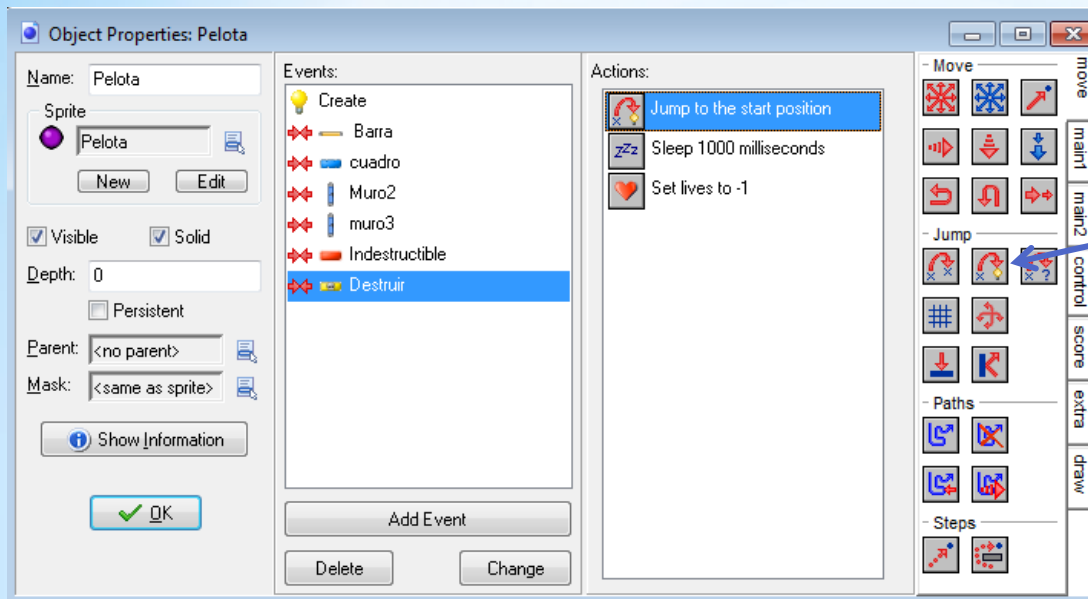 Object Properties: Pelota
Name: Pelota
Sprite
Pelota
New Edit
Visible Solid
Depth: 0
Persistent
Parent: <no parent>
Mask: <same as sprite>
Show Information
OK
Events:
Create
Barra
cuadro
Muro2
muro3
Indestructible
Destruir
Add Event
Delete Change
Actions:
Jump to the start position
zZz Sleep 1000 milliseconds
Set lives to -1
Move
Jump
Paths
Steps
move
main1
main2
control
score
extra
draw